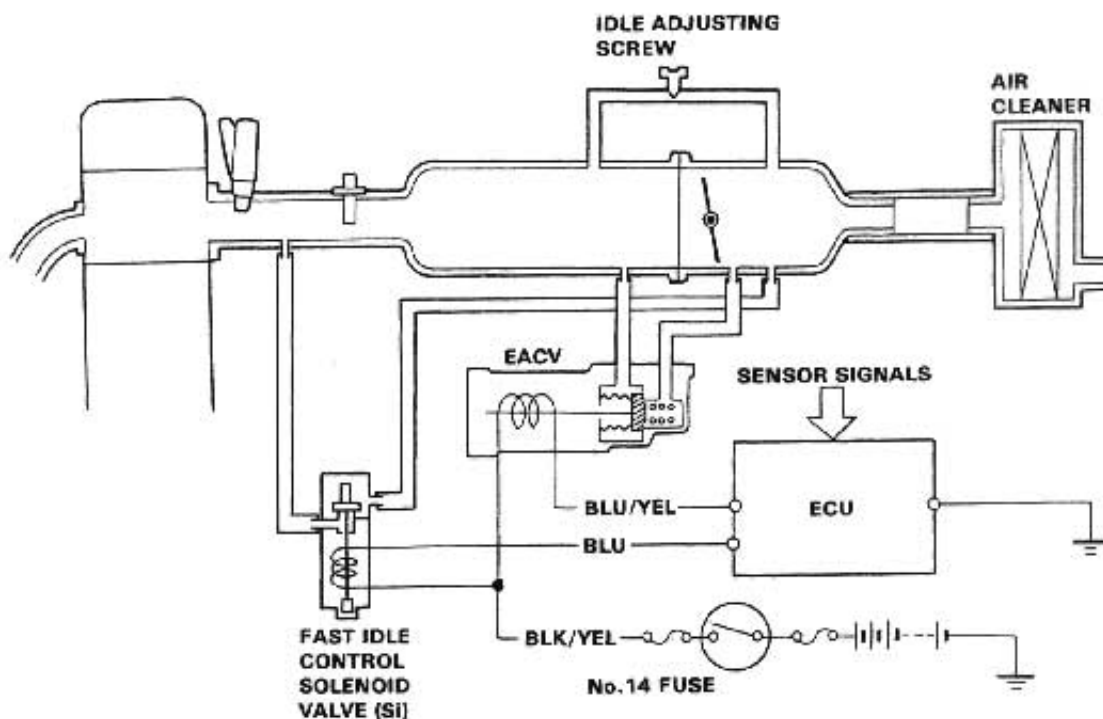 IDLE ADJUSTING
SCREW
AIR
CLEANER
EACV
SENSOR SIGNALS
BLU/YEL
ECU
BLU
BLK/YEL
No.14 FUSE
FAST IDLE
CONTROL
SOLENOID
VALVE (Si)